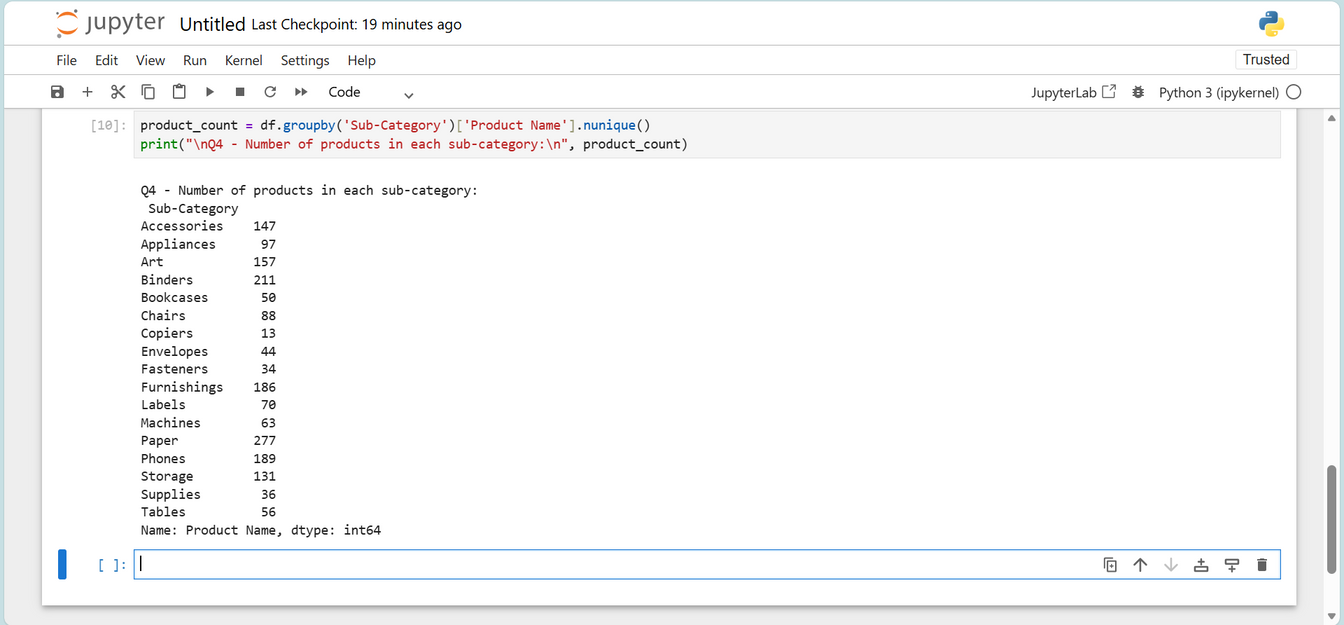 jupyter Untitled Last Checkpoint: 19 minutes ago
File Edit View Run Kernel Settings Help Trusted
Code JupyterLab Python 3 (ipykernel)
[10]: product_count = df.groupby('Sub-Category')['Product Name'].nunique()
print("\nQ4 - Number of products in each sub-category:\n", product_count)
Q4 - Number of products in each sub-category:
Sub-Category
Accessories 147
Appliances 97
Art 157
Binders 211
Bookcases 50
Chairs 88
Copiers 13
Envelopes 44
Fasteners 34
Furnishings 186
Labels 70
Machines 63
Paper 277
Phones 189
Storage 131
Supplies 36
Tables 56
Name: Product Name, dtype: int64
[ ]: